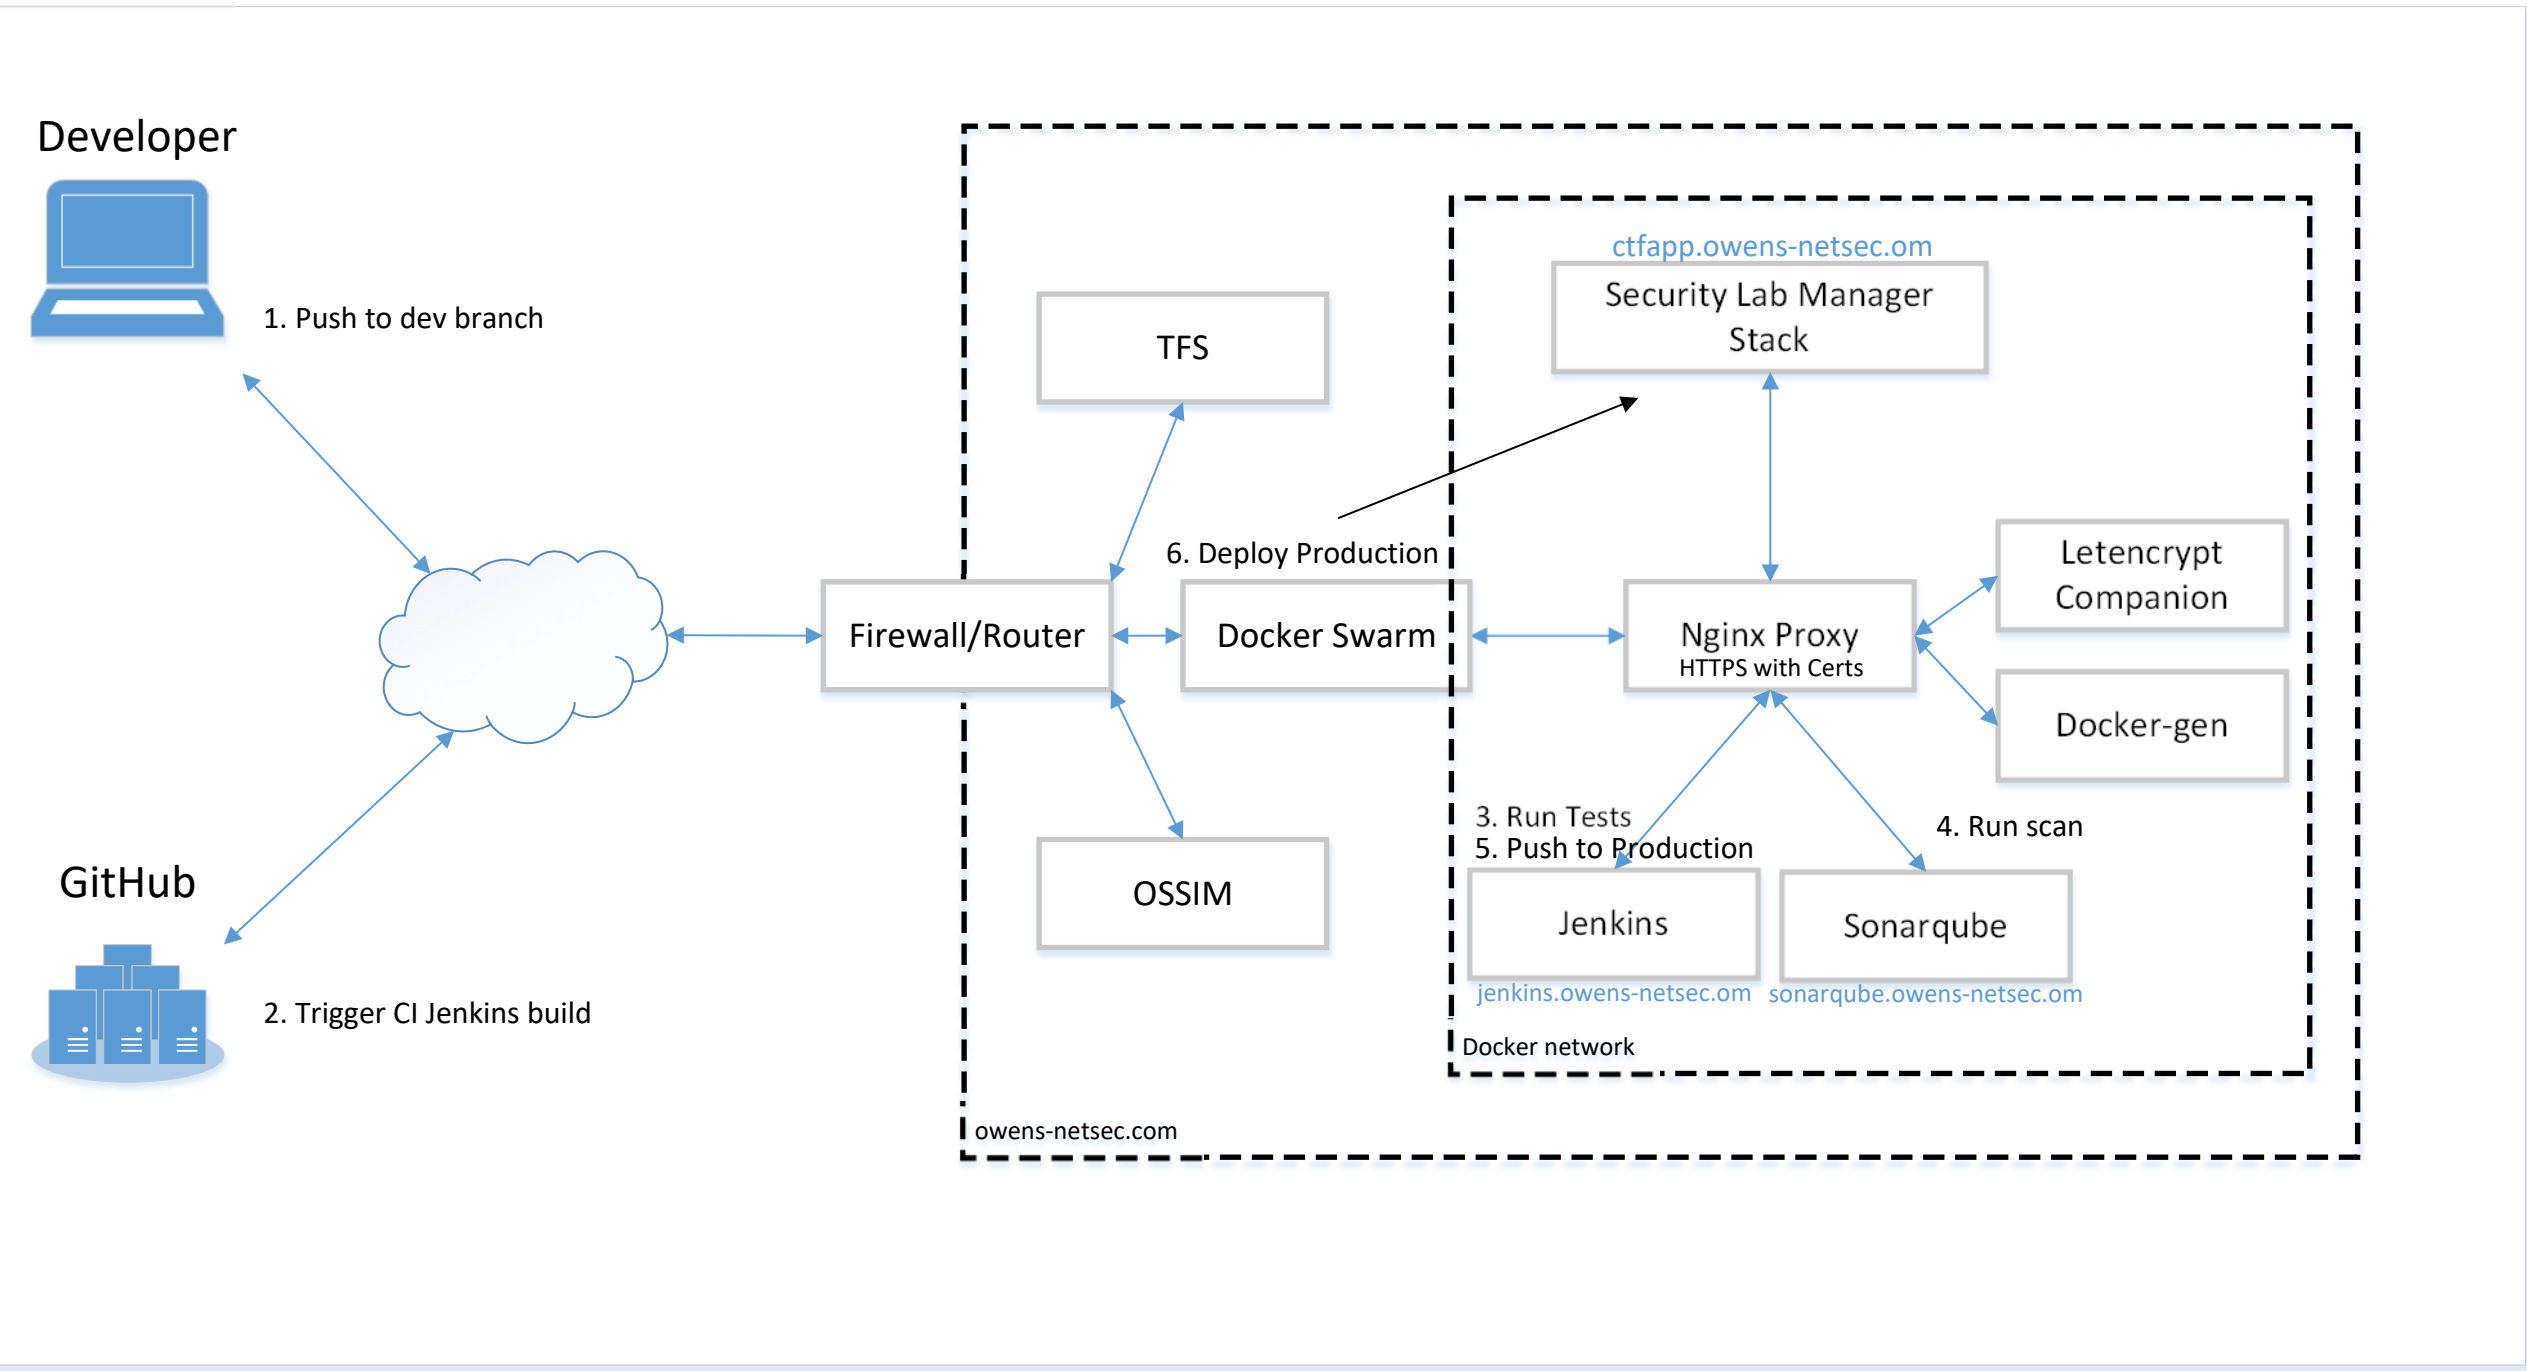 Developer
1. Push to dev branch
GitHub
2. Trigger CI Jenkins build
Firewall/Router
TFS
6. Deploy Production
Docker Swarm
OSSIM
owens-netsec.com
ctfapp.owens-netsec.om
Security Lab Manager
Stack
Nginx Proxy
HTTPS with Certs
Letencrypt
Companion
Docker-gen
3. Run Tests
5. Push to Production
4. Run scan
Jenkins
Sonarqube
jenkins.owens-netsec.om
sonarqube.owens-netsec.om
Docker network